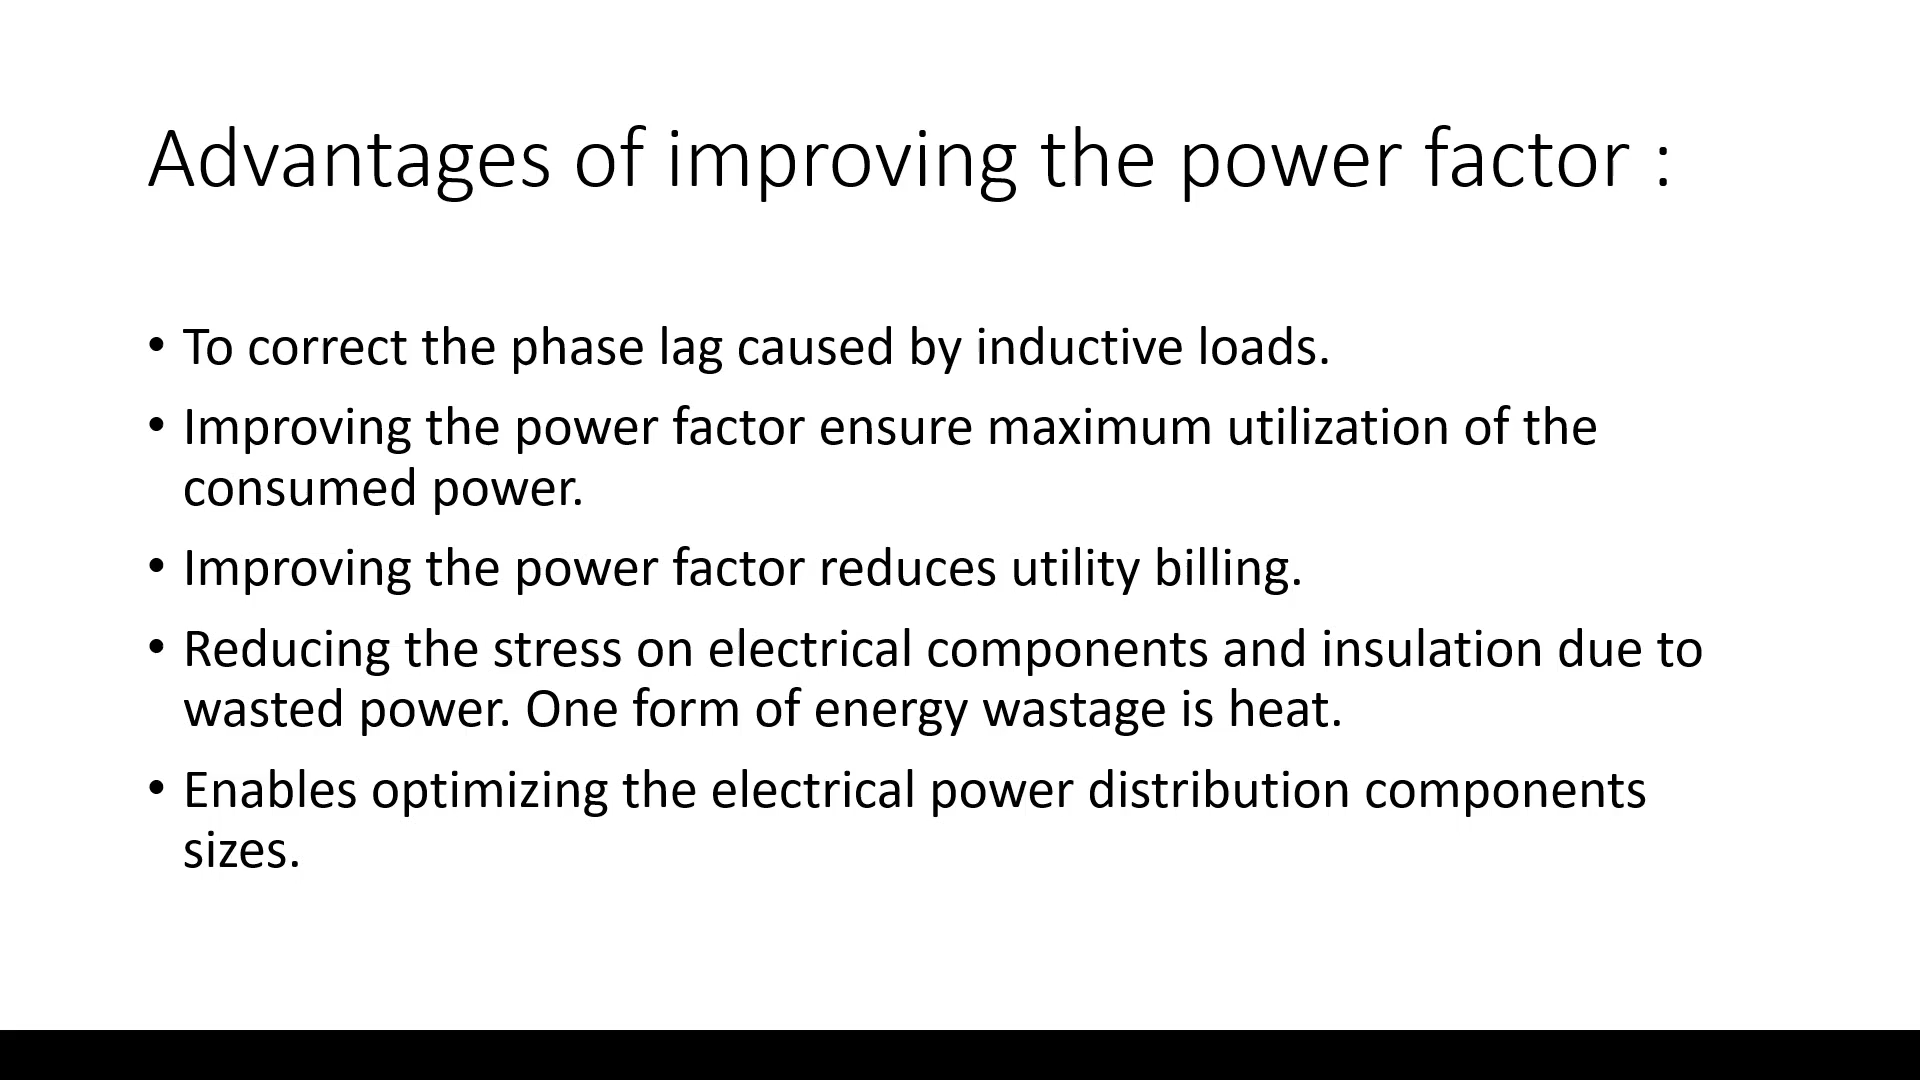 Advantages of improving the power factor :
• To correct the phase lag caused by inductive loads.
• Improving the power factor ensure maximum utilization of the
consumed power.
• Improving the power factor reduces utility billing.
• Reducing the stress on electrical components and insulation due to
wasted power. One form of energy wastage is heat.
• Enables optimizing the electrical power distribution components
sizes.